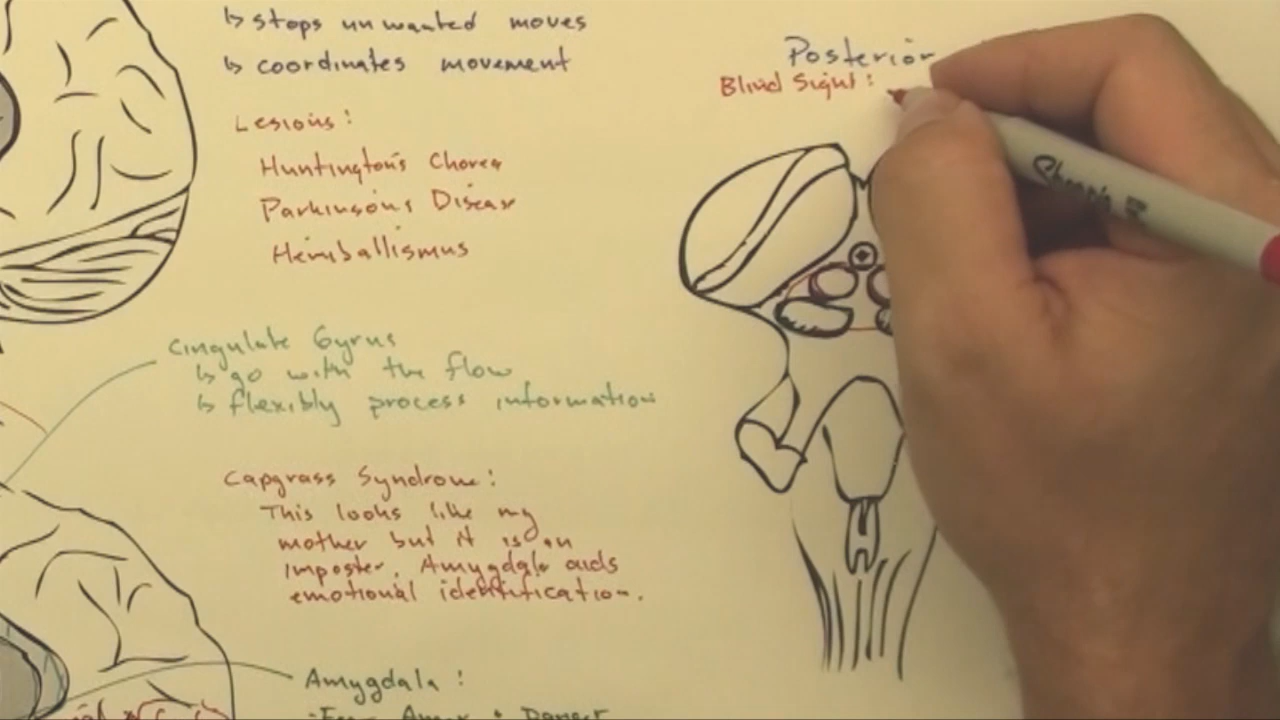 ↳ stops unwanted moves
↳ coordinates movement
Lesions:
Huntington's Chorea
Parkinson's Disease
Hemiballismus
Cingulate Gyrus
↳ go with the flow
↳ flexibly process information
Capgrass Syndrome:
This looks like my
mother but it is an
imposter. Amygdala aids
emotional identification.
Amygdala:
Posterior
Blind Sight:
Sharpie